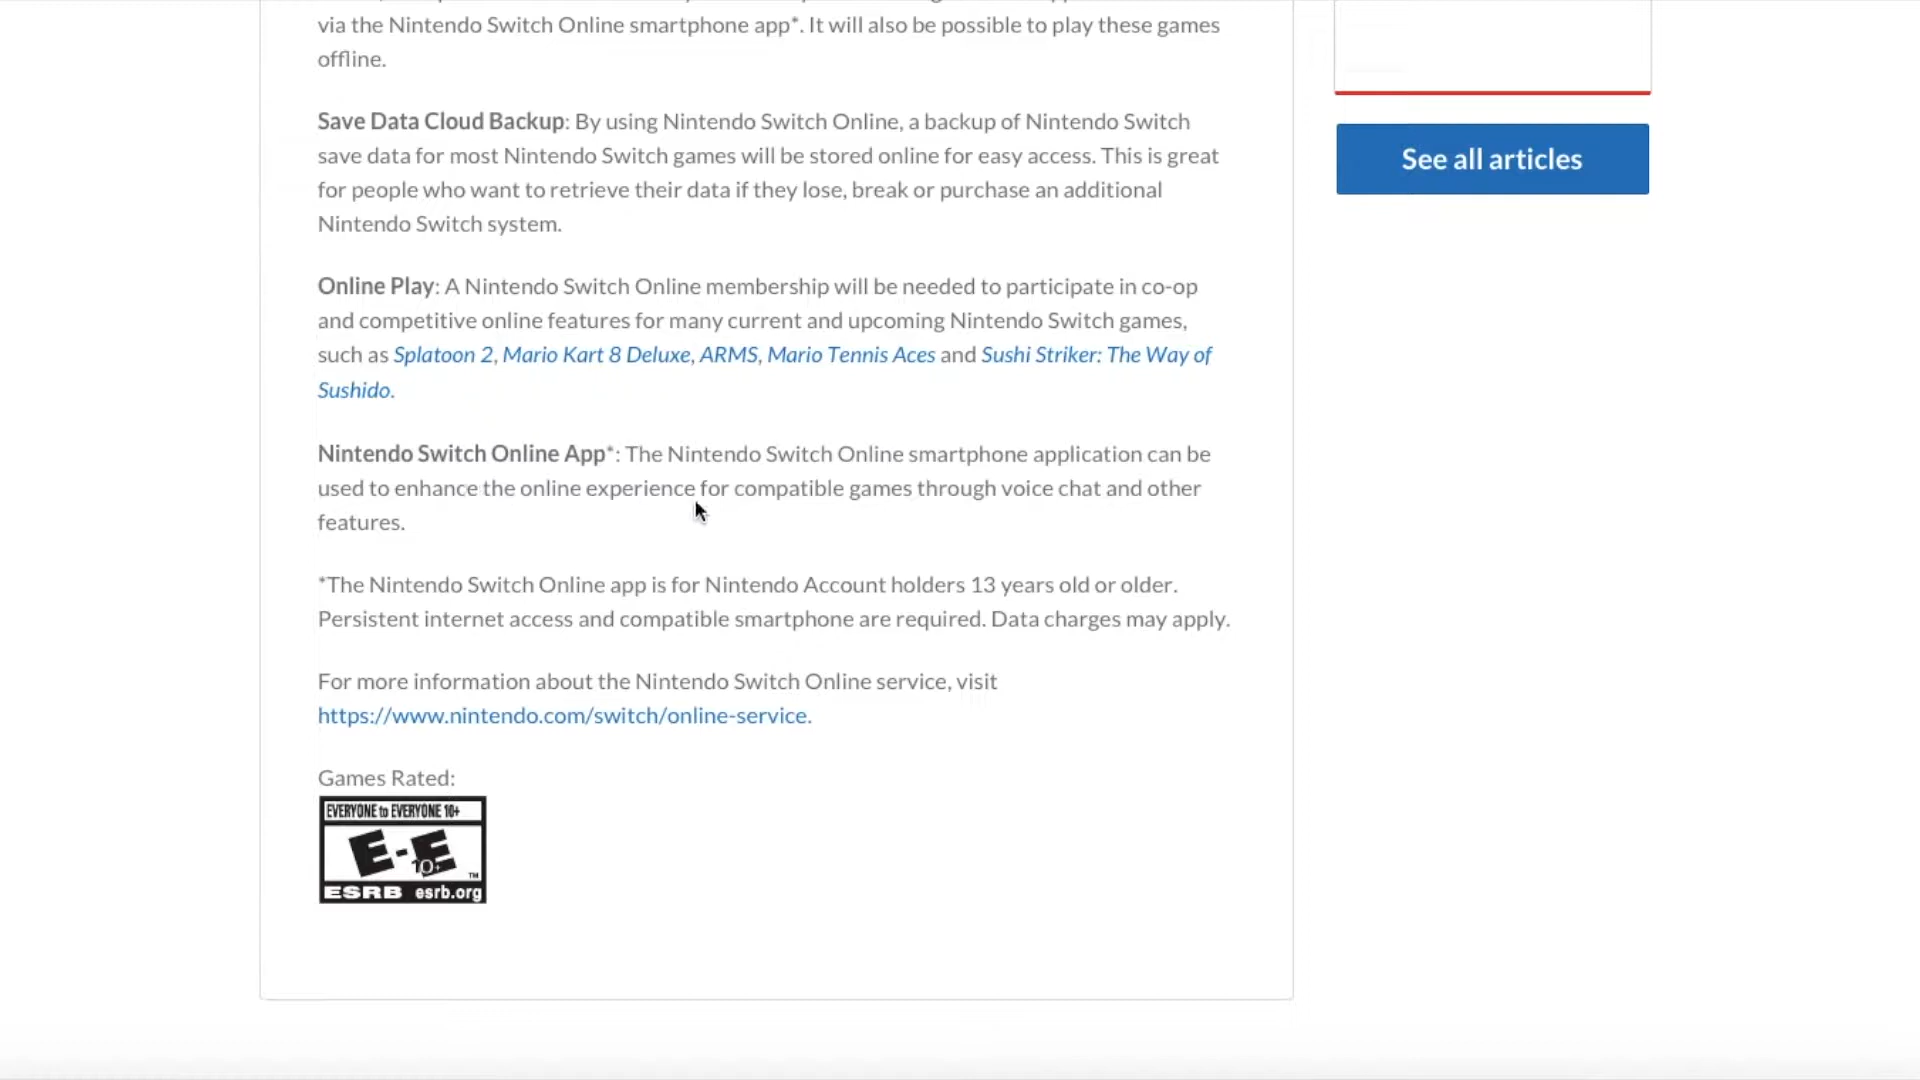 via the Nintendo Switch Online smartphone app*. It will also be possible to play these games
offline.
Save Data Cloud Backup: By using Nintendo Switch Online, a backup of Nintendo Switch
save data for most Nintendo Switch games will be stored online for easy access. This is great
for people who want to retrieve their data if they lose, break or purchase an additional
Nintendo Switch system.
Online Play: A Nintendo Switch Online membership will be needed to participate in co-op
and competitive online features for many current and upcoming Nintendo Switch games,
such as Splatoon 2, Mario Kart 8 Deluxe, ARMS, Mario Tennis Aces and Sushi Striker: The Way of
Sushido.
Nintendo Switch Online App*: The Nintendo Switch Online smartphone application can be
used to enhance the online experience for compatible games through voice chat and other
features.
*The Nintendo Switch Online app is for Nintendo Account holders 13 years old or older.
Persistent internet access and compatible smartphone are required. Data charges may apply.
For more information about the Nintendo Switch Online service, visit
https://www.nintendo.com/switch/online-service.
Games Rated:
EVERYONE to EVERYONE 10+
E-E
10+
TM
ESRB esrb.org
See all articles